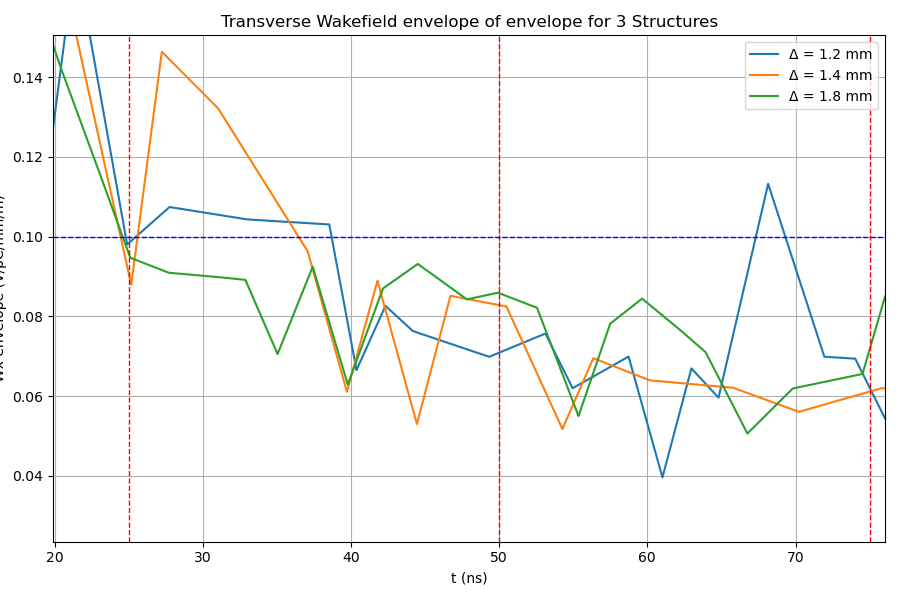 Transverse Wakefield envelope of envelope for 3 Structures
Δ = 1.2 mm
Δ = 1.4 mm
Δ = 1.8 mm
0.14
0.12
0.10
0.08
0.06
0.04
20 30 40 50 60 70
t (ns)